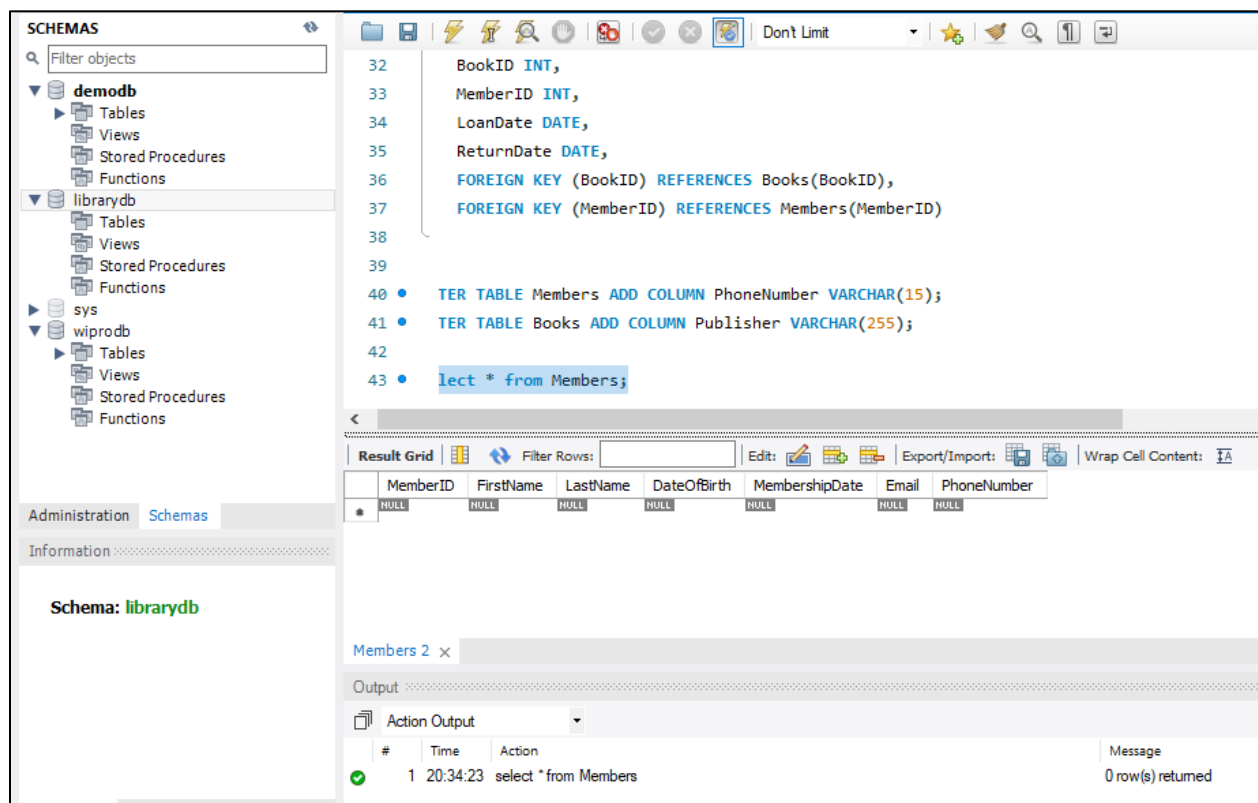 SCHEMAS
Filter objects
demodb
Tables
Views
Stored Procedures
Functions
librarydb
Tables
Views
Stored Procedures
Functions
sys
wiprodb
Tables
Views
Stored Procedures
Functions
Administration Schemas
Information
Schema: librarydb
Don't Limit
32 BookID INT,
33 MemberID INT,
34 LoanDate DATE,
35 ReturnDate DATE,
36 FOREIGN KEY (BookID) REFERENCES Books(BookID),
37 FOREIGN KEY (MemberID) REFERENCES Members(MemberID)
38
39
40 TER TABLE Members ADD COLUMN PhoneNumber VARCHAR(15);
41 TER TABLE Books ADD COLUMN Publisher VARCHAR(255);
42
43 lect * from Members;
Result Grid Filter Rows: Edit: Export/Import: Wrap Cell Content: IA
MemberID FirstName LastName DateOfBirth MembershipDate Email PhoneNumber
NULL NULL NULL NULL NULL NULL NULL
Members 2
Output
Action Output
# Time Action Message
1 20:34:23 select * from Members 0 row(s) returned